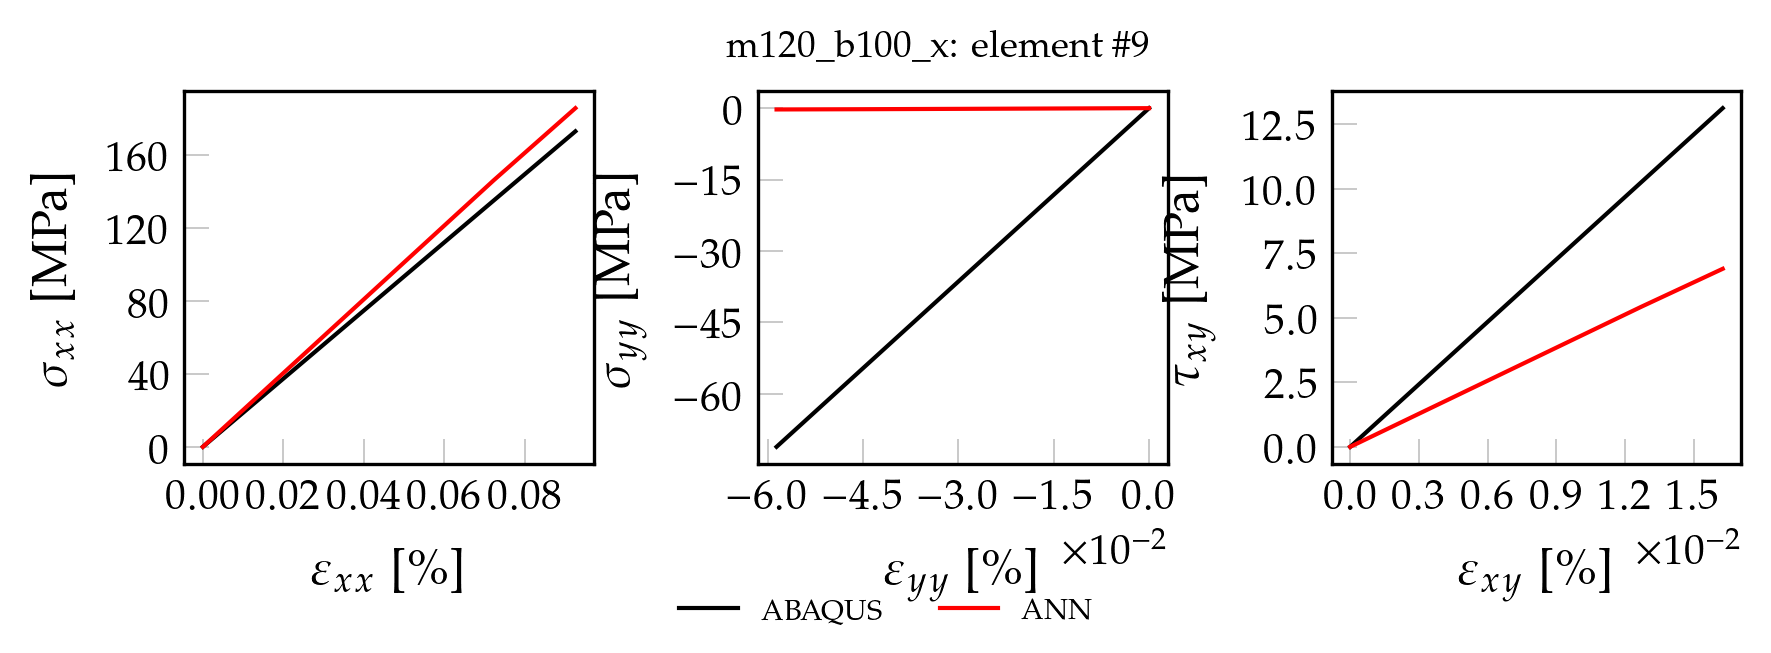 m120_b100_x: element #9
σxx [MPa]
160
120
80
40
0
0.00 0.02 0.04 0.06 0.08
εxx [%]
σyy [MPa]
0
−15
−30
−45
−60
−6.0 −4.5 −3.0 −1.5 0.0
×10−2
εyy [%]
τxy [MPa]
12.5
10.0
7.5
5.0
2.5
0.0
0.0 0.3 0.6 0.9 1.2 1.5
×10−2
εxy [%]
ABAQUS ANN